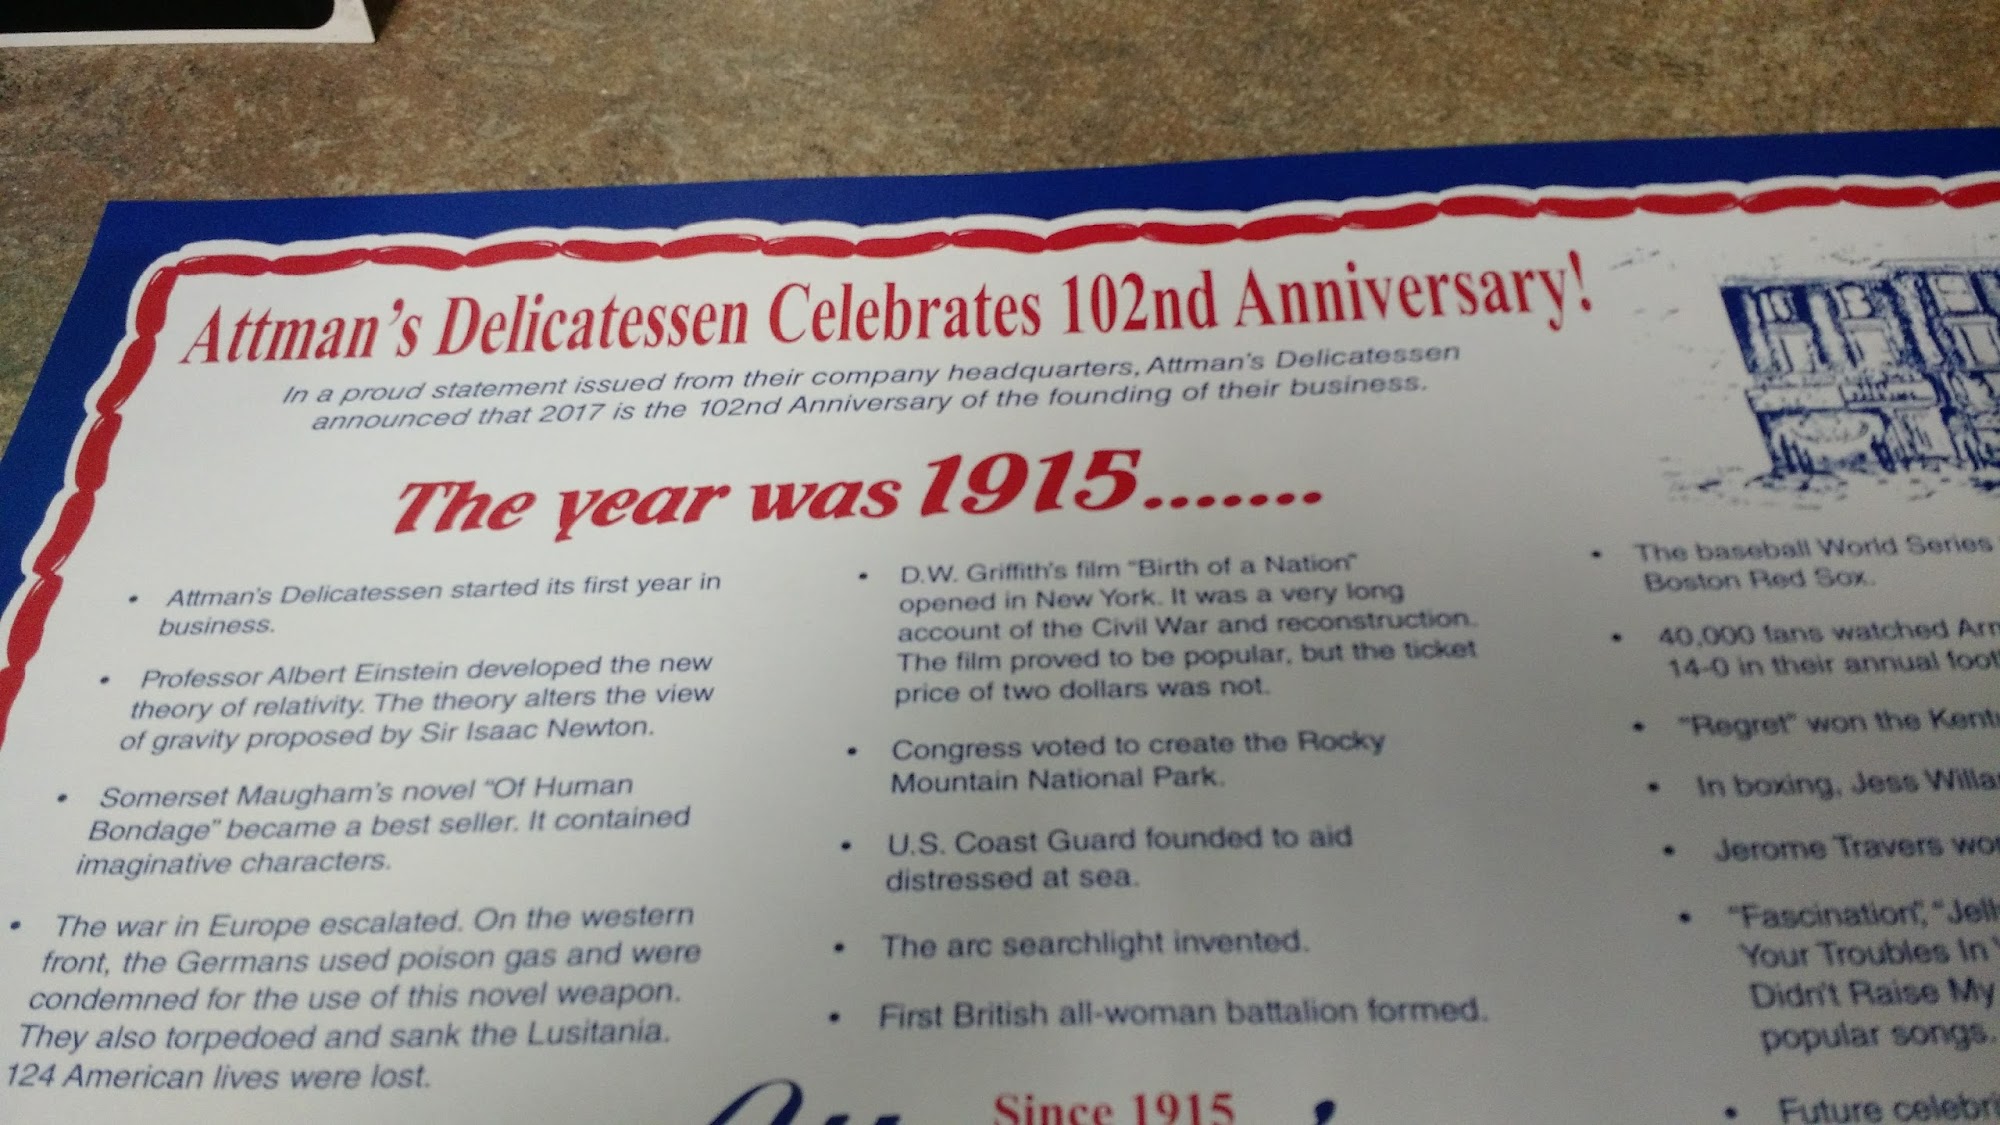 Attman's Delicatessen Celebrates 102nd Anniversary!
In a proud statement issued from their company headquarters, Attman's Delicatessen
announced that 2017 is the 102nd Anniversary of the founding of their business.
The year was 1915.......
• Attman's Delicatessen started its first year in
business.
• Professor Albert Einstein developed the new
theory of relativity. The theory alters the view
of gravity proposed by Sir Isaac Newton.
• Somerset Maugham's novel "Of Human
Bondage" became a best seller. It contained
imaginative characters.
• The war in Europe escalated. On the western
front, the Germans used poison gas and were
condemned for the use of this novel weapon.
They also torpedoed and sank the Lusitania.
124 American lives were lost.
• D.W. Griffith's film "Birth of a Nation"
opened in New York. It was a very long
account of the Civil War and reconstruction.
The film proved to be popular, but the ticket
price of two dollars was not.
• Congress voted to create the Rocky
Mountain National Park.
• U.S. Coast Guard founded to aid
distressed at sea.
• The arc searchlight invented.
• First British all-woman battalion formed.
• The baseball World Series
Boston Red Sox.
• 40,000 fans watched
14-0 in their annual
• "Regret" won the
• In boxing, Jess
• Jerome Travers
• "Fascination",
Your Troubles In
Didn't Raise My
popular songs.
• Future
Since 1915